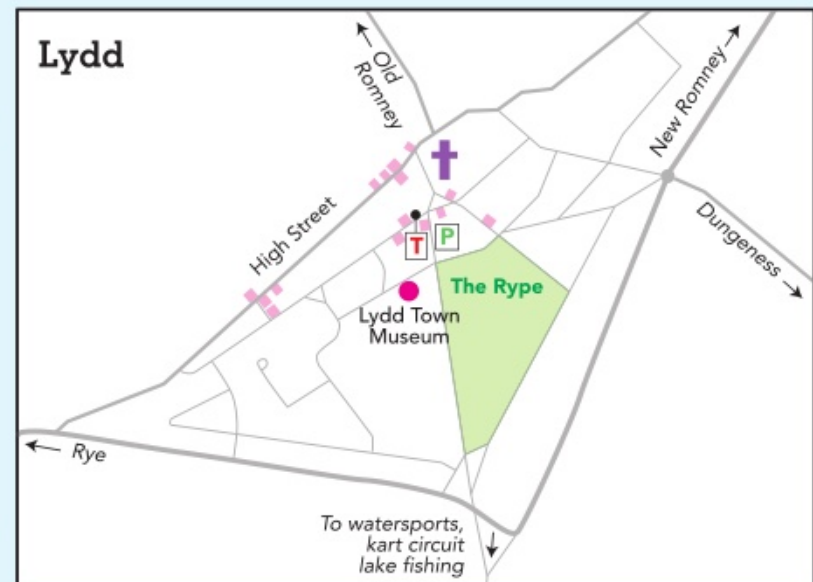 Lydd
Old
Romney
New Romney
High Street
T
P
Dungeness
The Rype
Lydd Town
Museum
Rye
To watersports,
kart circuit
lake fishing